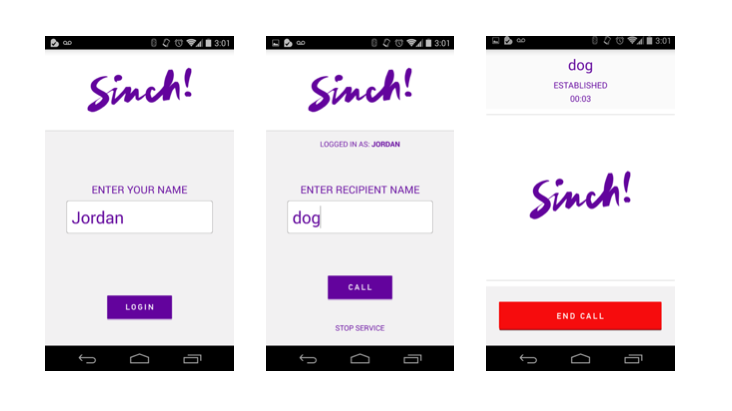 3:01
Sinch!
ENTER YOUR NAME
Jordan
LOGIN
3:01
Sinch!
LOGGED IN AS: JORDAN
ENTER RECIPIENT NAME
dog
CALL
STOP SERVICE
3:01
dog
ESTABLISHED
00:03
Sinch!
END CALL